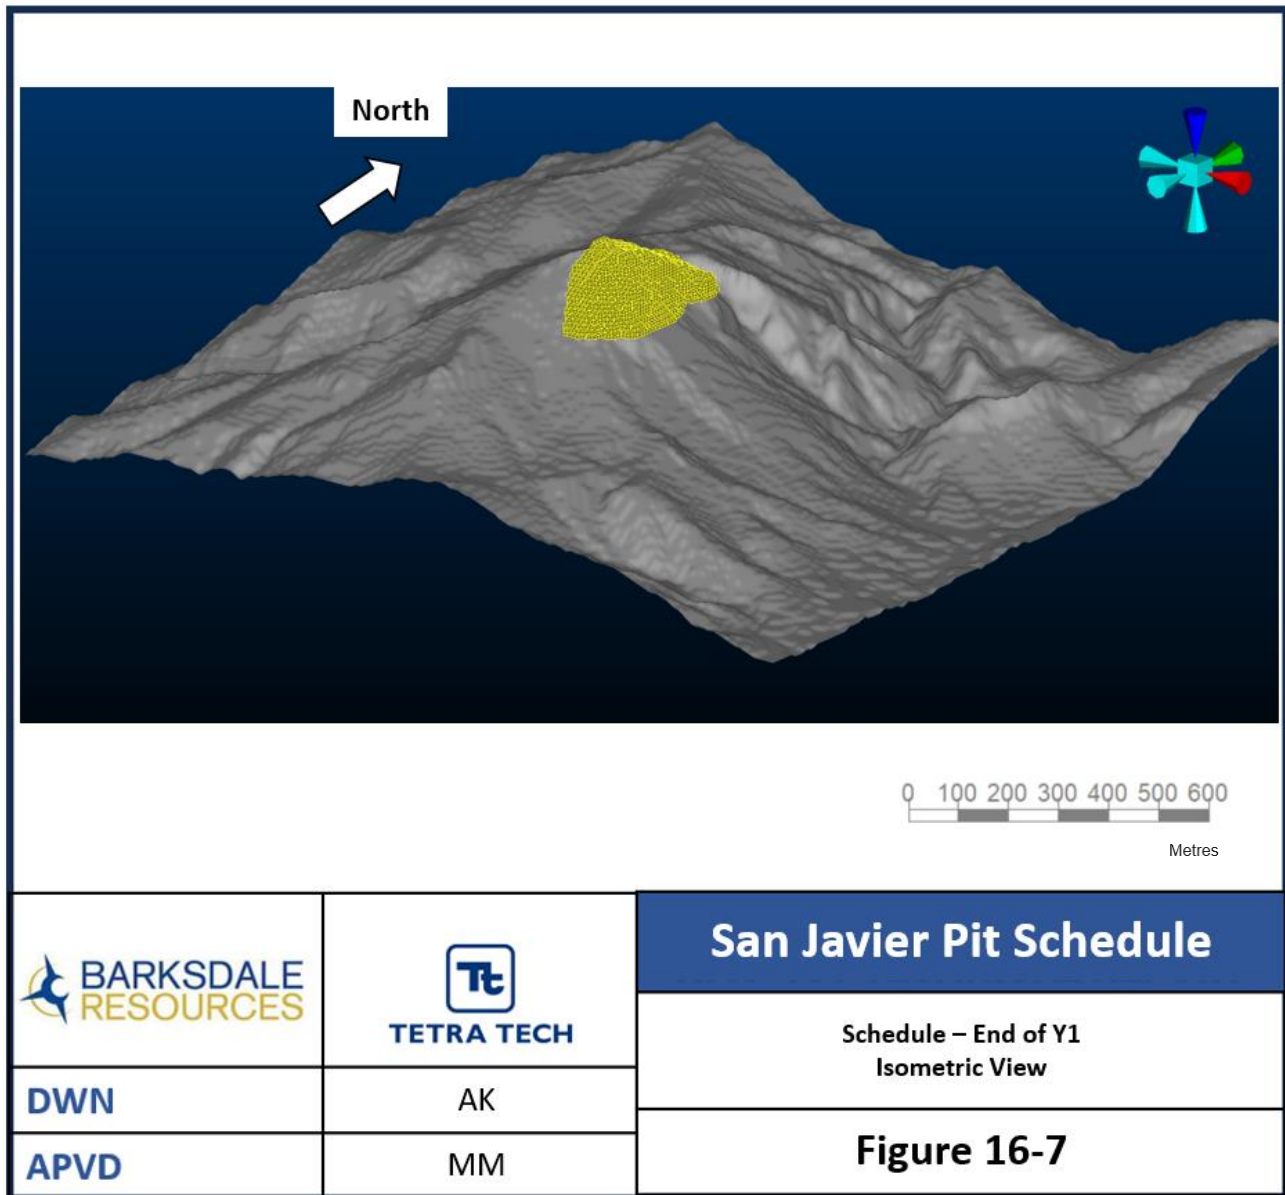 North
0 100 200 300 400 500 600
Metres
BARKSDALE
RESOURCES
Tt
TETRA TECH
San Javier Pit Schedule
Schedule – End of Y1
Isometric View
DWN
AK
APVD
MM
Figure 16-7